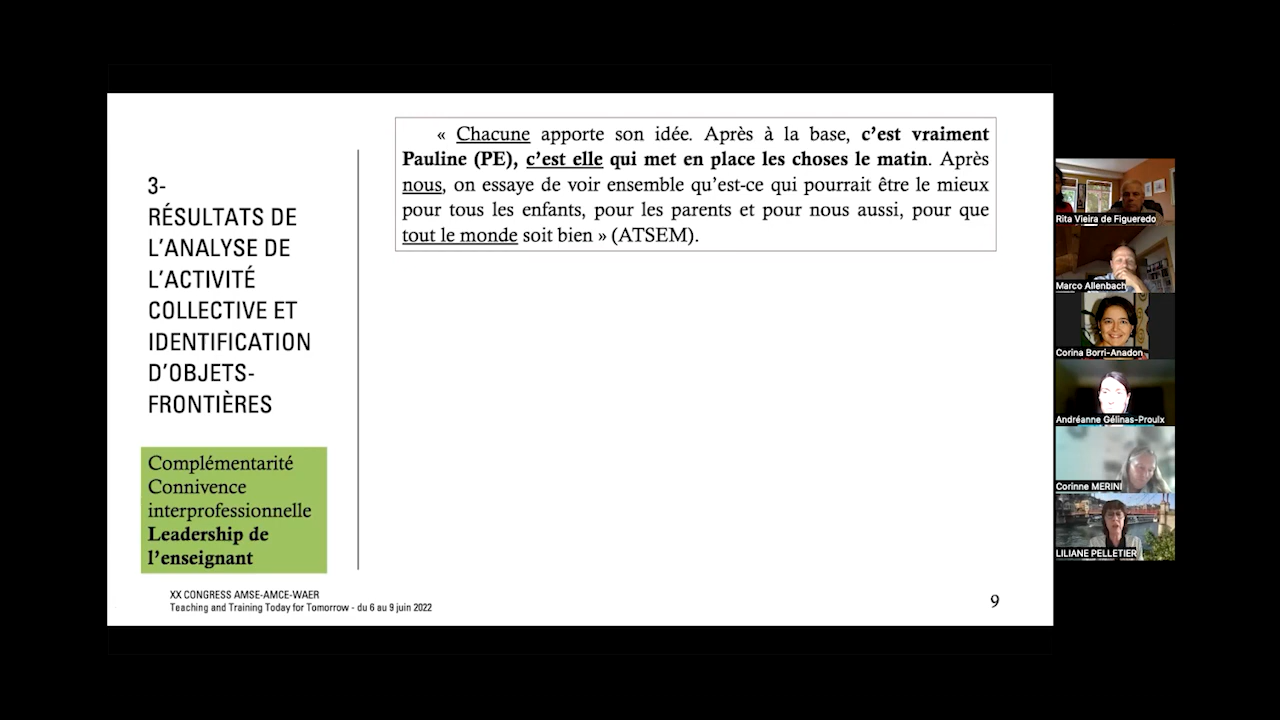 3-
RÉSULTATS DE
L’ANALYSE DE
L’ACTIVITÉ
COLLECTIVE ET
IDENTIFICATION
D’OBJETS-
FRONTIÈRES
Complémentarité
Connivence
interprofessionnelle
Leadership de
l’enseignant
« Chacune apporte son idée. Après à la base, c’est vraiment
Pauline (PE), c’est elle qui met en place les choses le matin. Après
nous, on essaye de voir ensemble qu’est-ce qui pourrait être le mieux
pour tous les enfants, pour les parents et pour nous aussi, pour que
tout le monde soit bien » (ATSEM).
XX CONGRESS AMSE-AMCE-WAER
Teaching and Training Today for Tomorrow - du 6 au 9 juin 2022
9
Rita Vieira de Figueredo
Marco Allenbach
Corina Borri-Anadon
Andréanne Gélinas-Proulx
Corinne MERINI
LILIANE PELLETIER